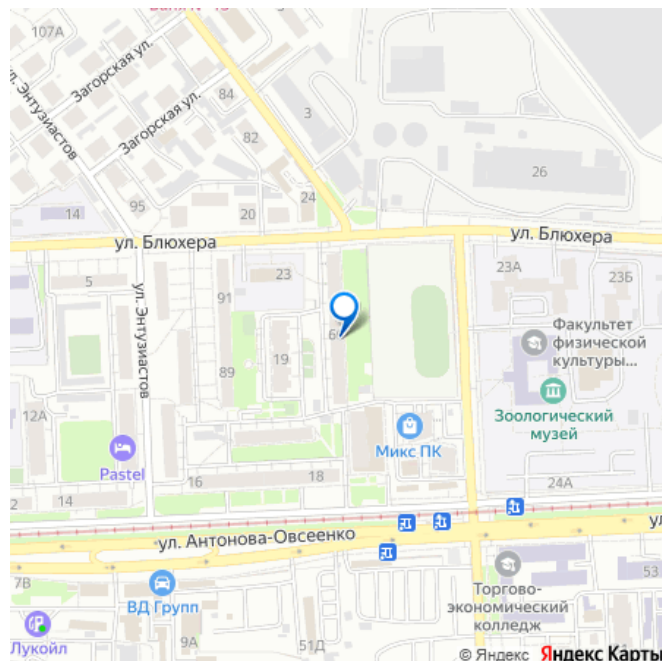 107А
Загорская ул.
ул. Энтузиастов
84
3
Загорская ул.
82
26
95
24
14
20
ул. Блюхера
ул. Блюхера
5
23
23А
23Б
91
ул. Энтузиастов
19
89
Факультет
физической
культуры...
12А
Зоологический
музей
Микс ПК
Pastel
16
18
24А
2
14
ул. Антонова-Овсеенко
7В
ВД Групп
9А
Лукойл
51Д
Торгово-
экономический
колледж
53
© Яндекс Яндекс Карты